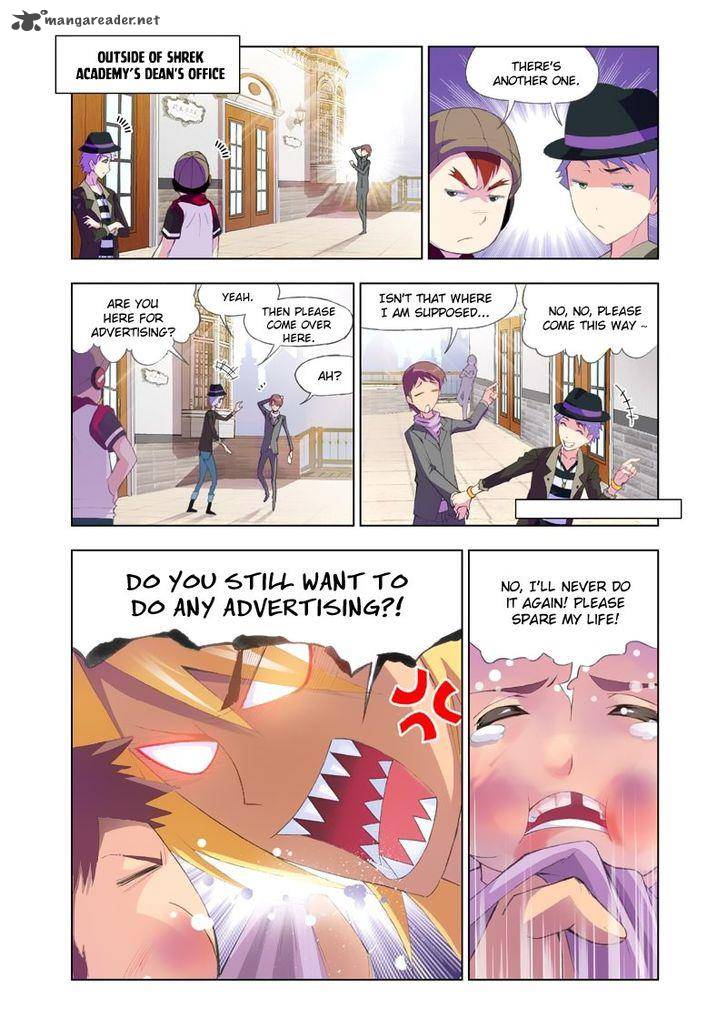 mangareader.net
OUTSIDE OF SHREK
ACADEMY'S DEAN'S OFFICE
THERE'S
ANOTHER ONE.
ARE YOU
HERE FOR
ADVERTISING?
YEAH.
THEN PLEASE
COME OVER
HERE.
AH?
ISN'T THAT WHERE
I AM SUPPOSED...
NO, NO, PLEASE
COME THIS WAY ~
DO YOU STILL WANT TO
DO ANY ADVERTISING?!
NO, I'LL NEVER DO
IT AGAIN! PLEASE
SPARE MY LIFE!